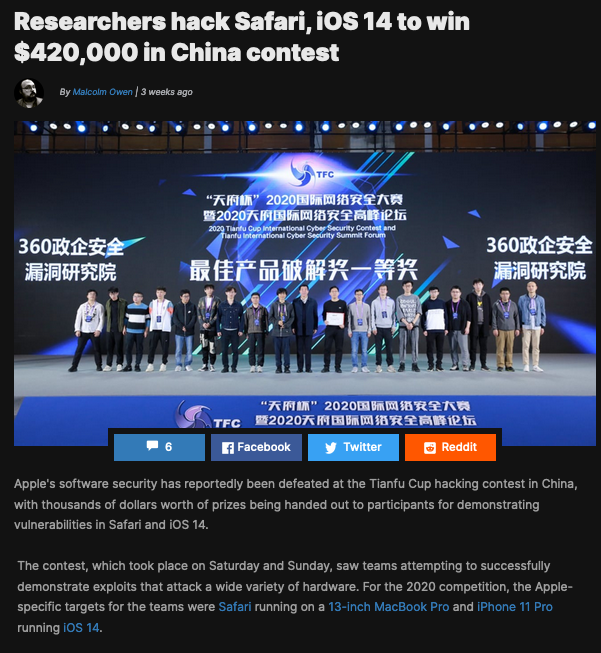 Researchers hack Safari, iOS 14 to win
$420,000 in China contest
By Malcolm Owen | 3 weeks ago
TFC
“天府杯”2020国际网络安全大赛
暨2020天府国际网络安全高峰论坛
2020 Tianfu Cup International Cyber Security Contest and
Tianfu International Cyber Security Summit Forum
360政企安全
漏洞研究院
最佳产品破解奖一等奖
360政企安全
漏洞研究院
TFC
“天府杯”2020国际网络安全大赛
暨2020天府国际网络安全高峰论坛
6
Facebook
Twitter
Reddit
Apple's software security has reportedly been defeated at the Tianfu Cup hacking contest in China,
with thousands of dollars worth of prizes being handed out to participants for demonstrating
vulnerabilities in Safari and iOS 14.
The contest, which took place on Saturday and Sunday, saw teams attempting to successfully
demonstrate exploits that attack a wide variety of hardware. For the 2020 competition, the Apple-
specific targets for the teams were Safari running on a 13-inch MacBook Pro and iPhone 11 Pro
running iOS 14.